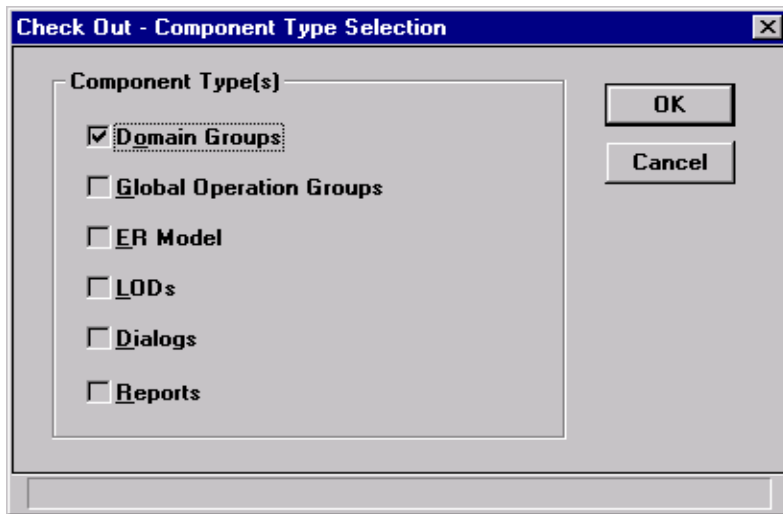 Check Out - Component Type Selection
Component Type(s)
Domain Groups
Global Operation Groups
ER Model
LODs
Dialogs
Reports
OK
Cancel